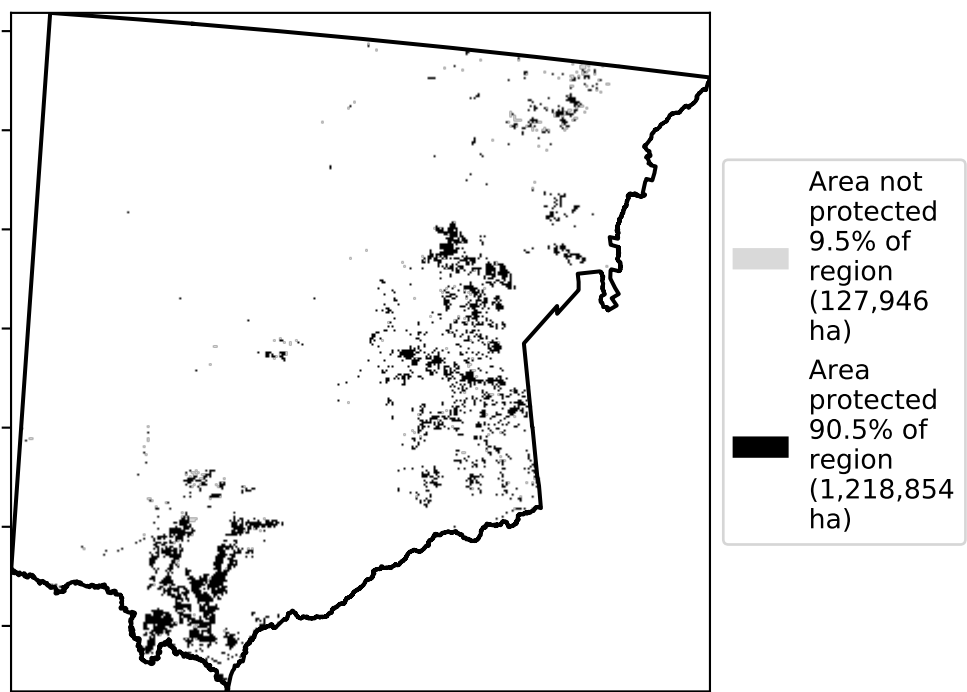 Area not
protected
9.5% of
region
(127,946
ha)
Area
protected
90.5% of
region
(1,218,854
ha)